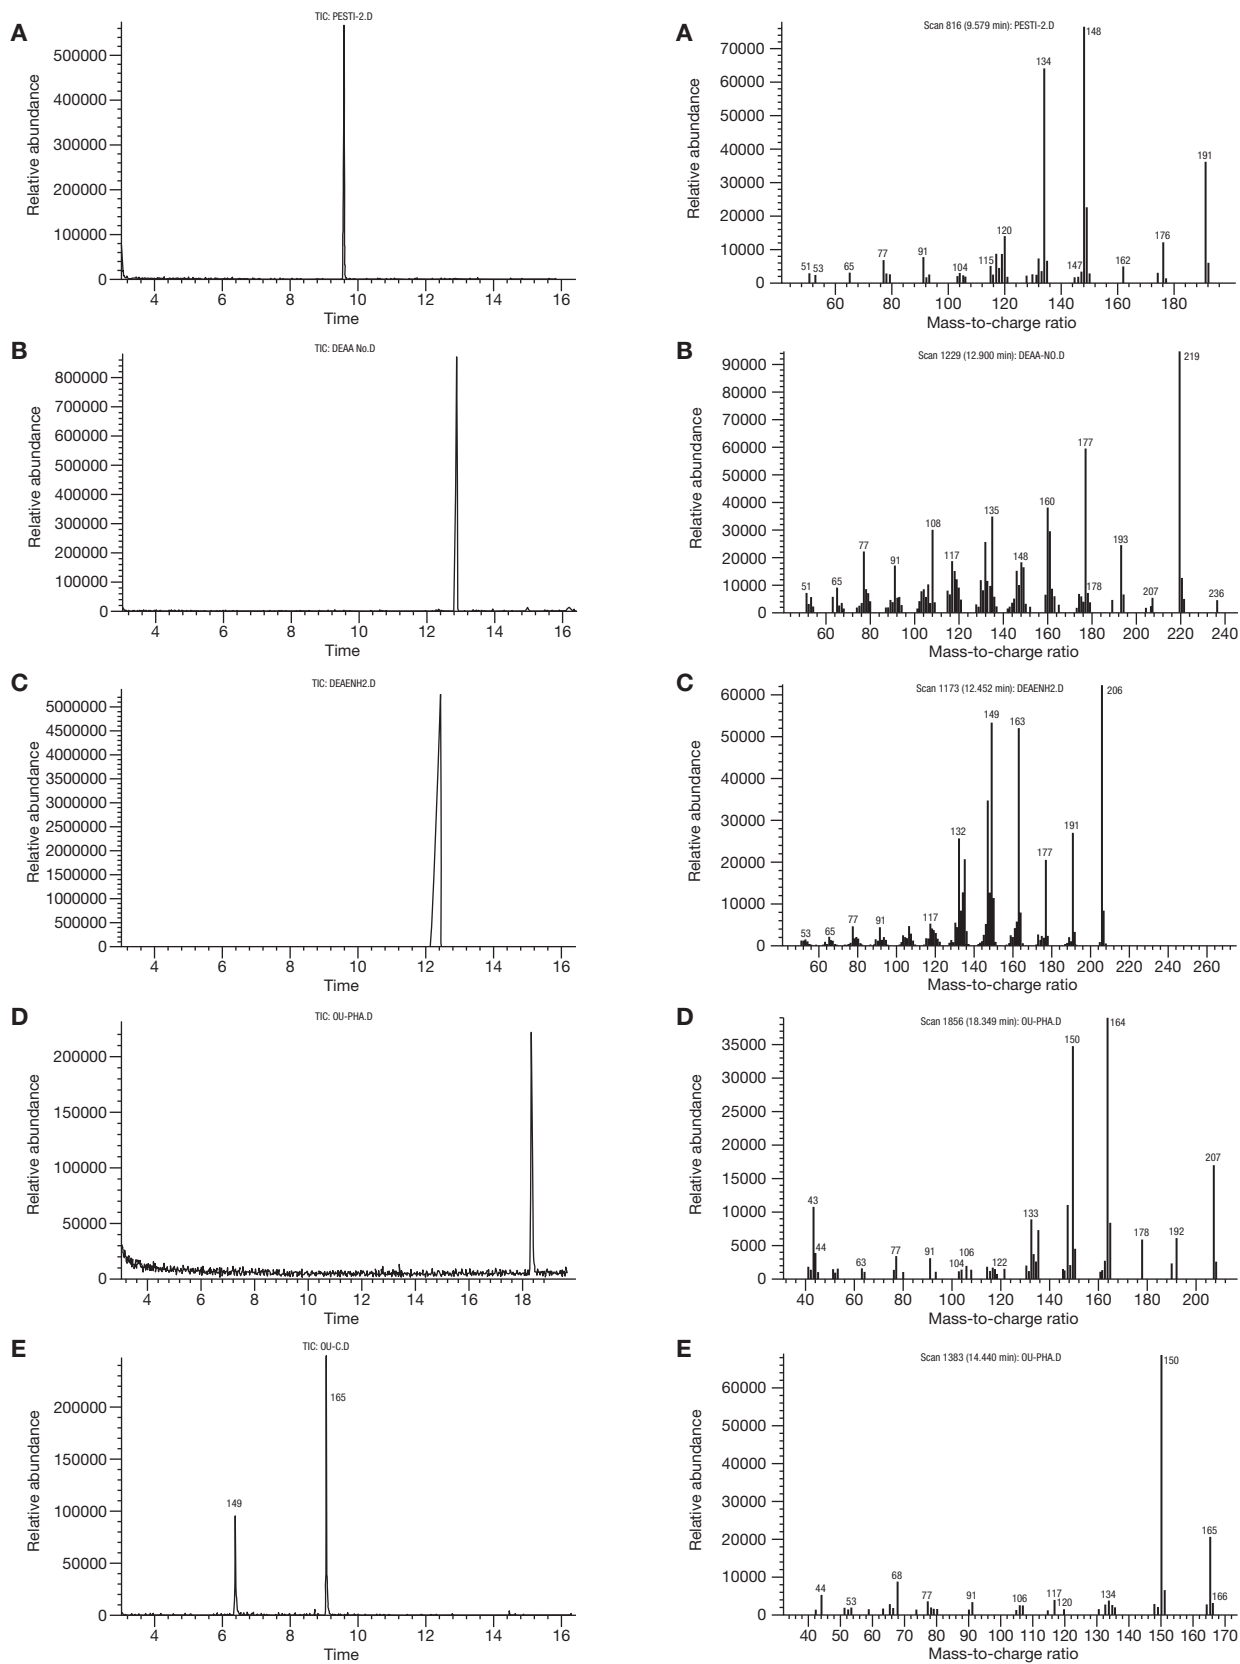 A
TIC: PESTI-2.D
Relative abundance
500000
400000
300000
200000
100000
0
4 6 8 10 12 14 16
Time
A
Scan 816 (9.579 min): PESTI-2.D
Relative abundance
70000
60000
50000
40000
30000
20000
10000
0
51 53 65 77 91 104 115 120 134 147 148 162 176 191
60 80 100 120 140 160 180
Mass-to-charge ratio
B
TIC: DEAA No.D
Relative abundance
800000
700000
600000
500000
400000
300000
200000
100000
0
4 6 8 10 12 14 16
Time
B
Scan 1229 (12.900 min): DEAA-NO.D
Relative abundance
90000
80000
70000
60000
50000
40000
30000
20000
10000
0
51 65 77 91 108 117 135 148 160 177 178 193 207 219 236
60 80 100 120 140 160 180 200 220 240
Mass-to-charge ratio
C
TIC: DEAENH2.D
Relative abundance
5000000
4500000
4000000
3500000
3000000
2500000
2000000
1500000
1000000
500000
0
4 6 8 10 12 14 16
Time
C
Scan 1173 (12.452 min): DEAENH2.D
Relative abundance
60000
50000
40000
30000
20000
10000
0
53 65 77 91 117 132 149 163 177 191 206
60 80 100 120 140 160 180 200 220 240 260
Mass-to-charge ratio
D
TIC: OU-PHA.D
Relative abundance
200000
150000
100000
50000
0
4 6 8 10 12 14 16 18
Time
D
Scan 1856 (18.349 min): OU-PHA.D
Relative abundance
35000
30000
25000
20000
15000
10000
5000
0
43 44 63 77 91 104 106 122 133 150 164 178 192 207
40 60 80 100 120 140 160 180 200
Mass-to-charge ratio
E
TIC: OU-C.D
Relative abundance
200000
150000
100000
50000
0
149 165
4 6 8 10 12 14 16
Time
E
Scan 1383 (14.440 min): OU-PHA.D
Relative abundance
60000
50000
40000
30000
20000
10000
0
44 53 68 77 91 106 117 120 134 150 165 166
40 50 60 70 80 90 100 110 120 130 140 150 160 170
Mass-to-charge ratio